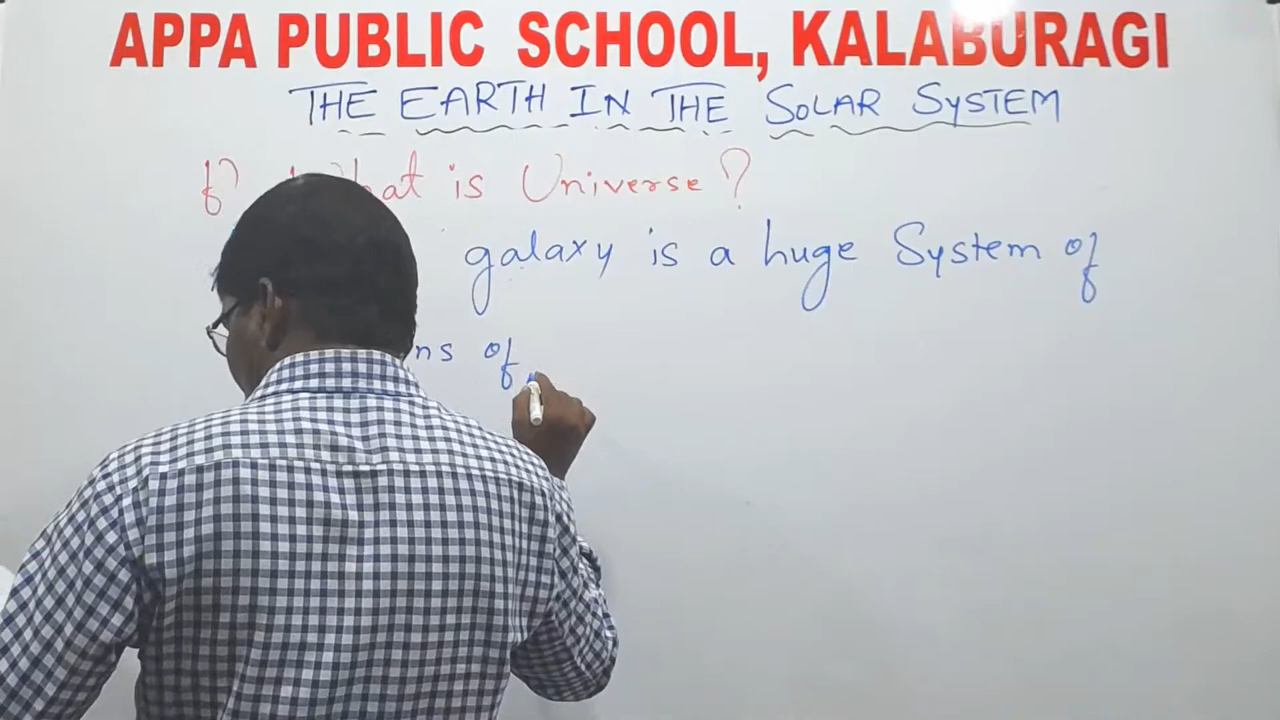 APPA PUBLIC SCHOOL, KALABURAGI
THE EARTH IN THE SOLAR SYSTEM
f) What is Universe?
galaxy is a huge System of
ns of